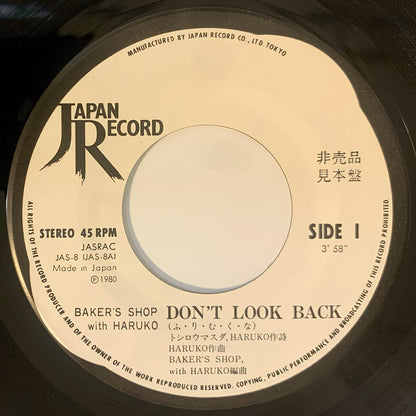 MANUFACTURED BY JAPAN RECORD CO., LTD. TOKYO
JAPAN
RECORD
非売品
見本盤
STEREO 45 RPM
JASRAC
JAS-8 (JAS-8A)
Made in Japan
Ⓟ1980
SIDE 1
3′ 58″
BAKER'S SHOP
with HARUKO
DON'T LOOK BACK
(ふ・り・む・く・な)
トシロウマスダ, HARUKO作詩
HARUKO作曲
BAKER'S SHOP,
with HARUKO編曲
ALL RIGHTS OF THE RECORD PRODUCER AND OF THE OWNER OF THE WORK REPRODUCED RESERVED. COPYING, PUBLIC PERFORMANCE AND BROADCASTING OF THIS RECORD PROHIBITED.